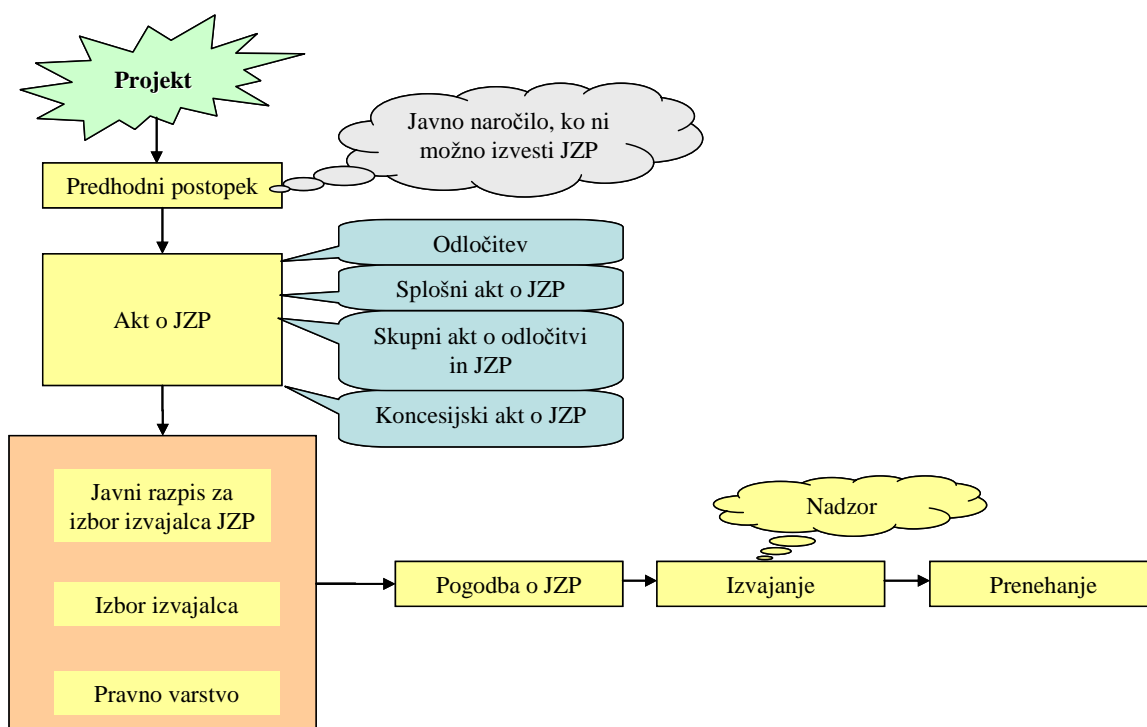 Projekt
Javno naročilo, ko ni
možno izvesti JZP
Predhodni postopek
Odločitev
Splošni akt o JZP
Akt o JZP
Skupni akt o odločitvi
in JZP
Koncesijski akt o JZP
Javni razpis za
izbor izvajalca JZP
Nadzor
Pogodba o JZP
Izvajanje
Prenehanje
Izbor izvajalca
Pravno varstvo